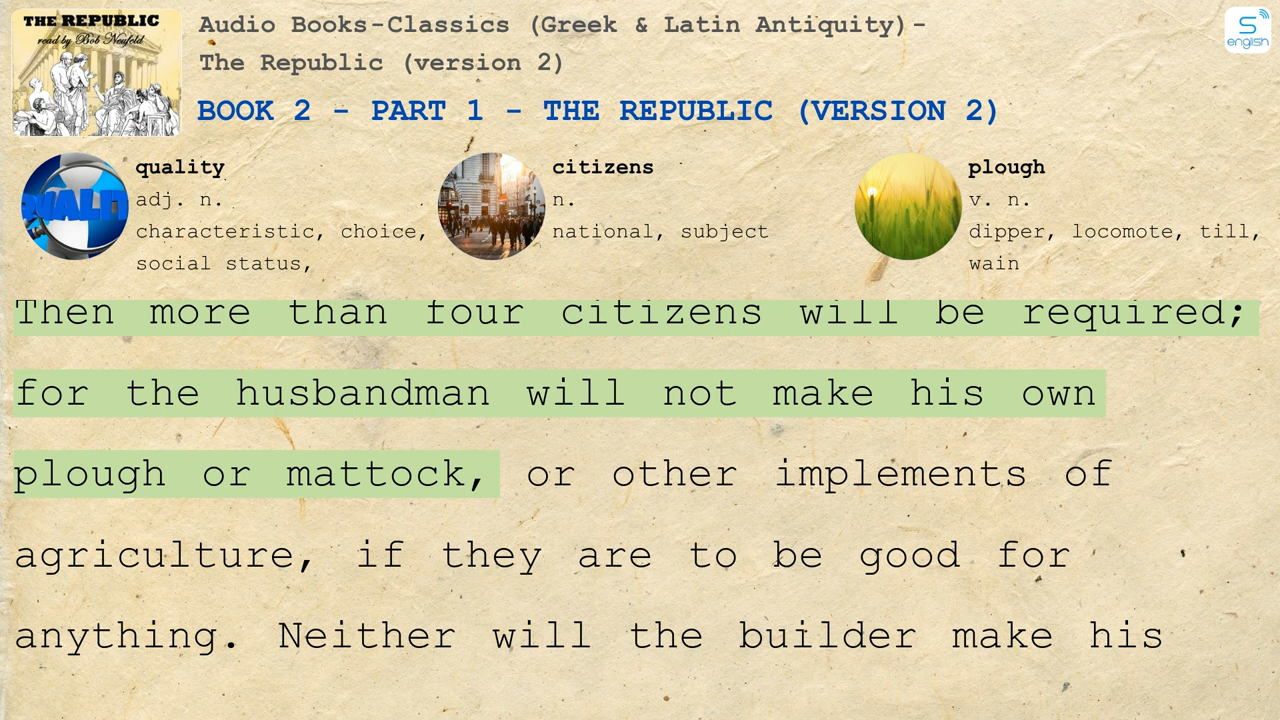 THE REPUBLIC
read by Bob Neufeld
Audio Books-Classics (Greek & Latin Antiquity)-
The Republic (version 2)
S
english
BOOK 2 - PART 1 - THE REPUBLIC (VERSION 2)
QUALIT
quality
adj. n.
characteristic, choice,
social status,
citizens
n.
national, subject
plough
v. n.
dipper, locomote, till,
wain
Then more than four citizens will be required;
for the husbandman will not make his own
plough or mattock, or other implements of
agriculture, if they are to be good for
anything. Neither will the builder make his